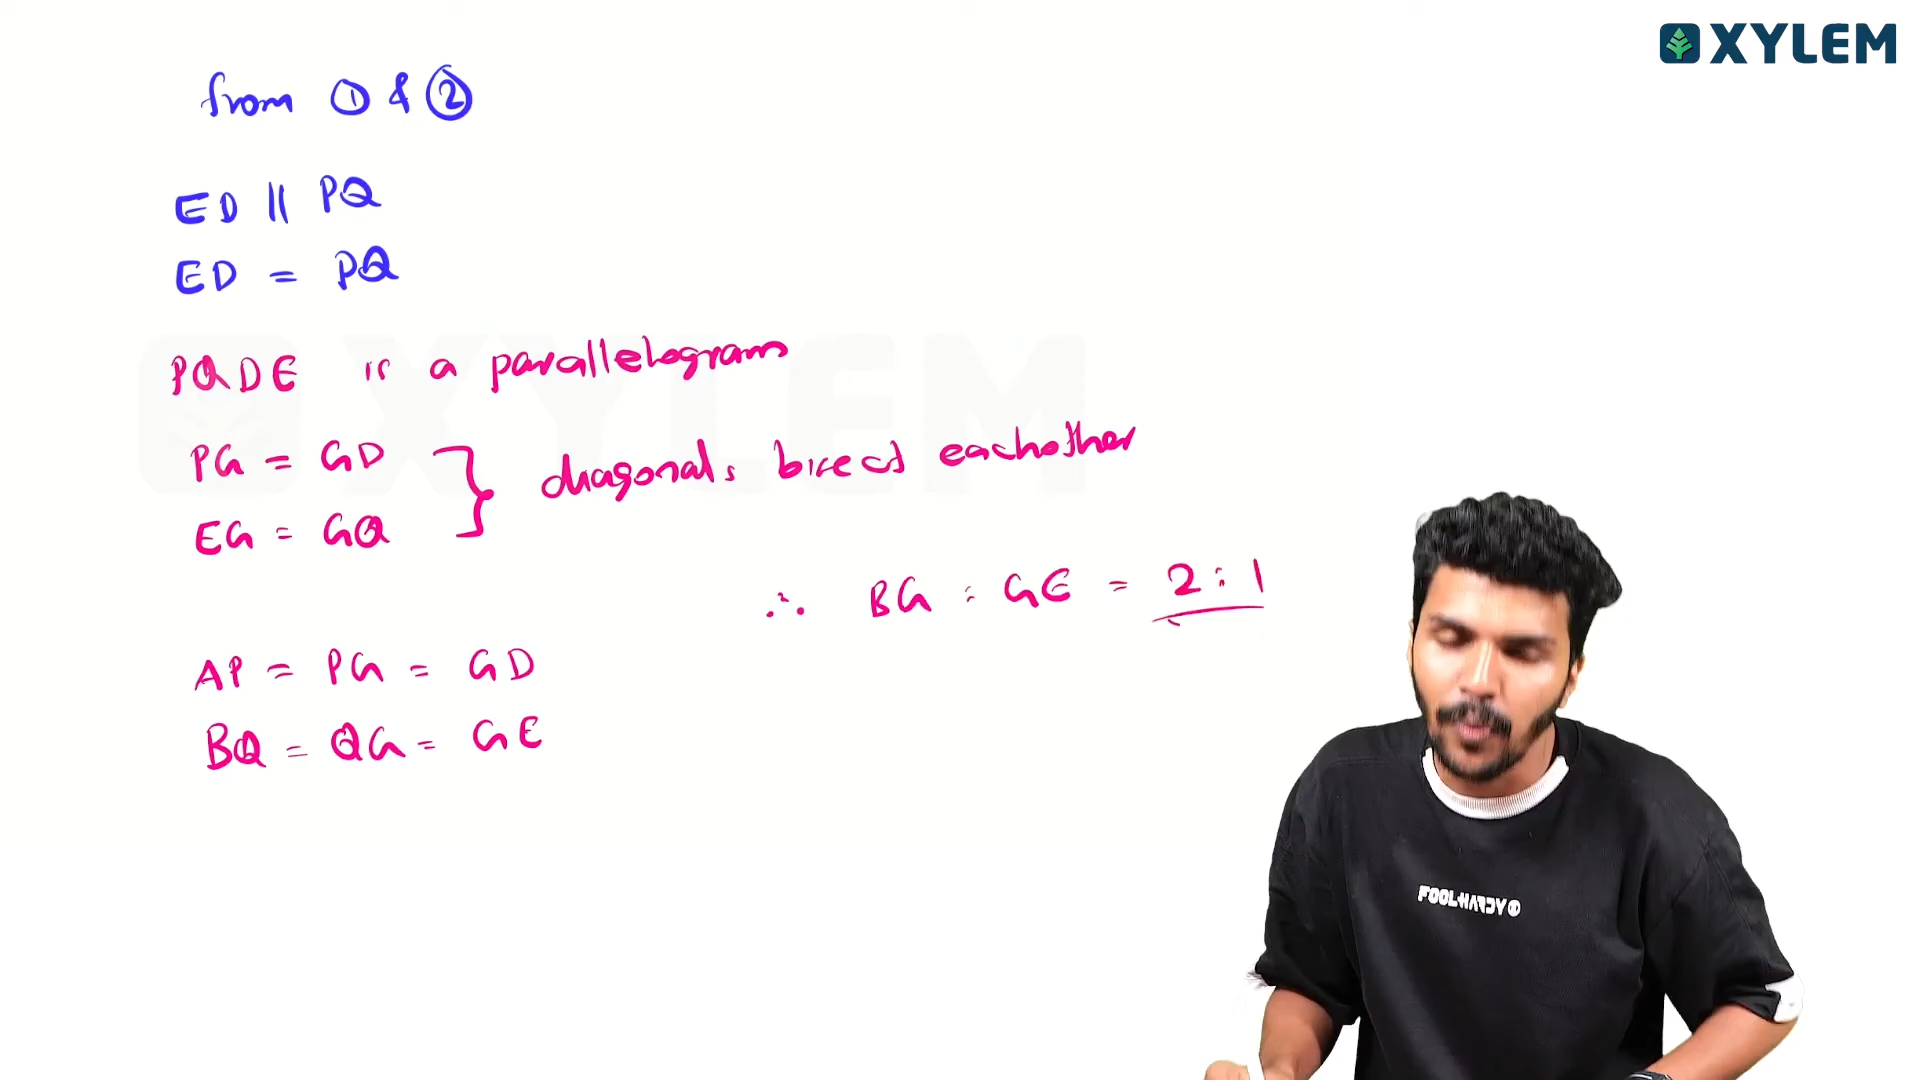 XYLEM
from ① & ②
ED || PQ
ED = PQ
PQDE is a parallelogram
PG = GD
EG = GQ
} diagonals bisect eachother
∴ BG : GE = 2 : 1
AP = PG = GD
BQ = QG = GE
XYLEM
FOOLHARDY